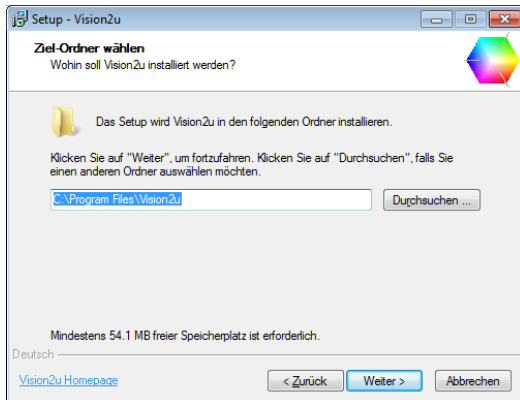 Setup - Vision2u
Ziel-Ordner wählen
Wohin soll Vision2u installiert werden?
Das Setup wird Vision2u in den folgenden Ordner installieren.
Klicken Sie auf "Weiter", um fortzufahren. Klicken Sie auf "Durchsuchen", falls Sie
einen anderen Ordner auswählen möchten.
C:\Program Files\Vision2u
Durchsuchen ...
Mindestens 54.1 MB freier Speicherplatz ist erforderlich.
Deutsch
Vision2u Homepage
< Zurück
Weiter >
Abbrechen